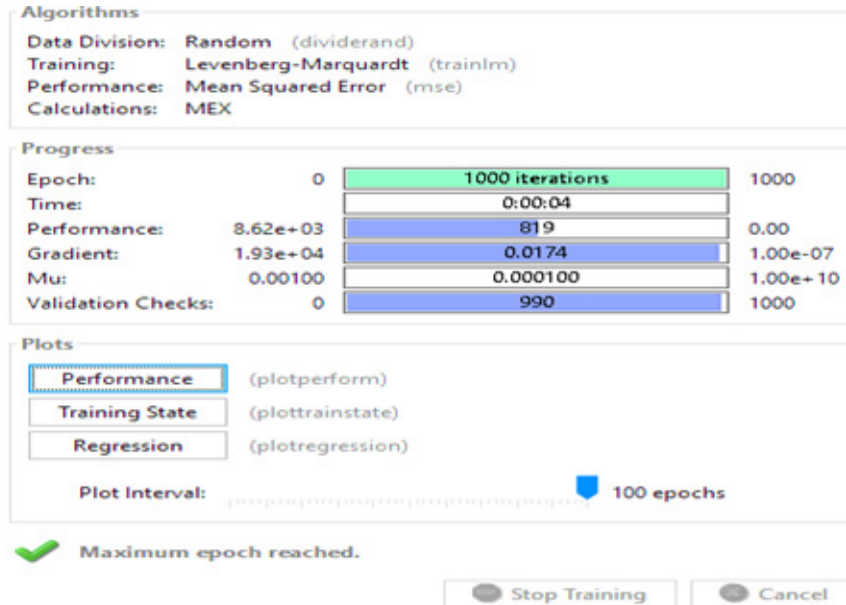 Algorithms
Data Division: Random (dividerand)
Training: Levenberg-Marquardt (trainlm)
Performance: Mean Squared Error (mse)
Calculations: MEX
Progress
Epoch: 0 1000 iterations 1000
Time: 0:00:04
Performance: 8.62e+03 819 0.00
Gradient: 1.93e+04 0.0174 1.00e-07
Mu: 0.00100 0.000100 1.00e+10
Validation Checks: 0 990 1000
Plots
Performance (plotperform)
Training State (plottrainstate)
Regression (plotregression)
Plot Interval: 100 epochs
Maximum epoch reached.
Stop Training Cancel